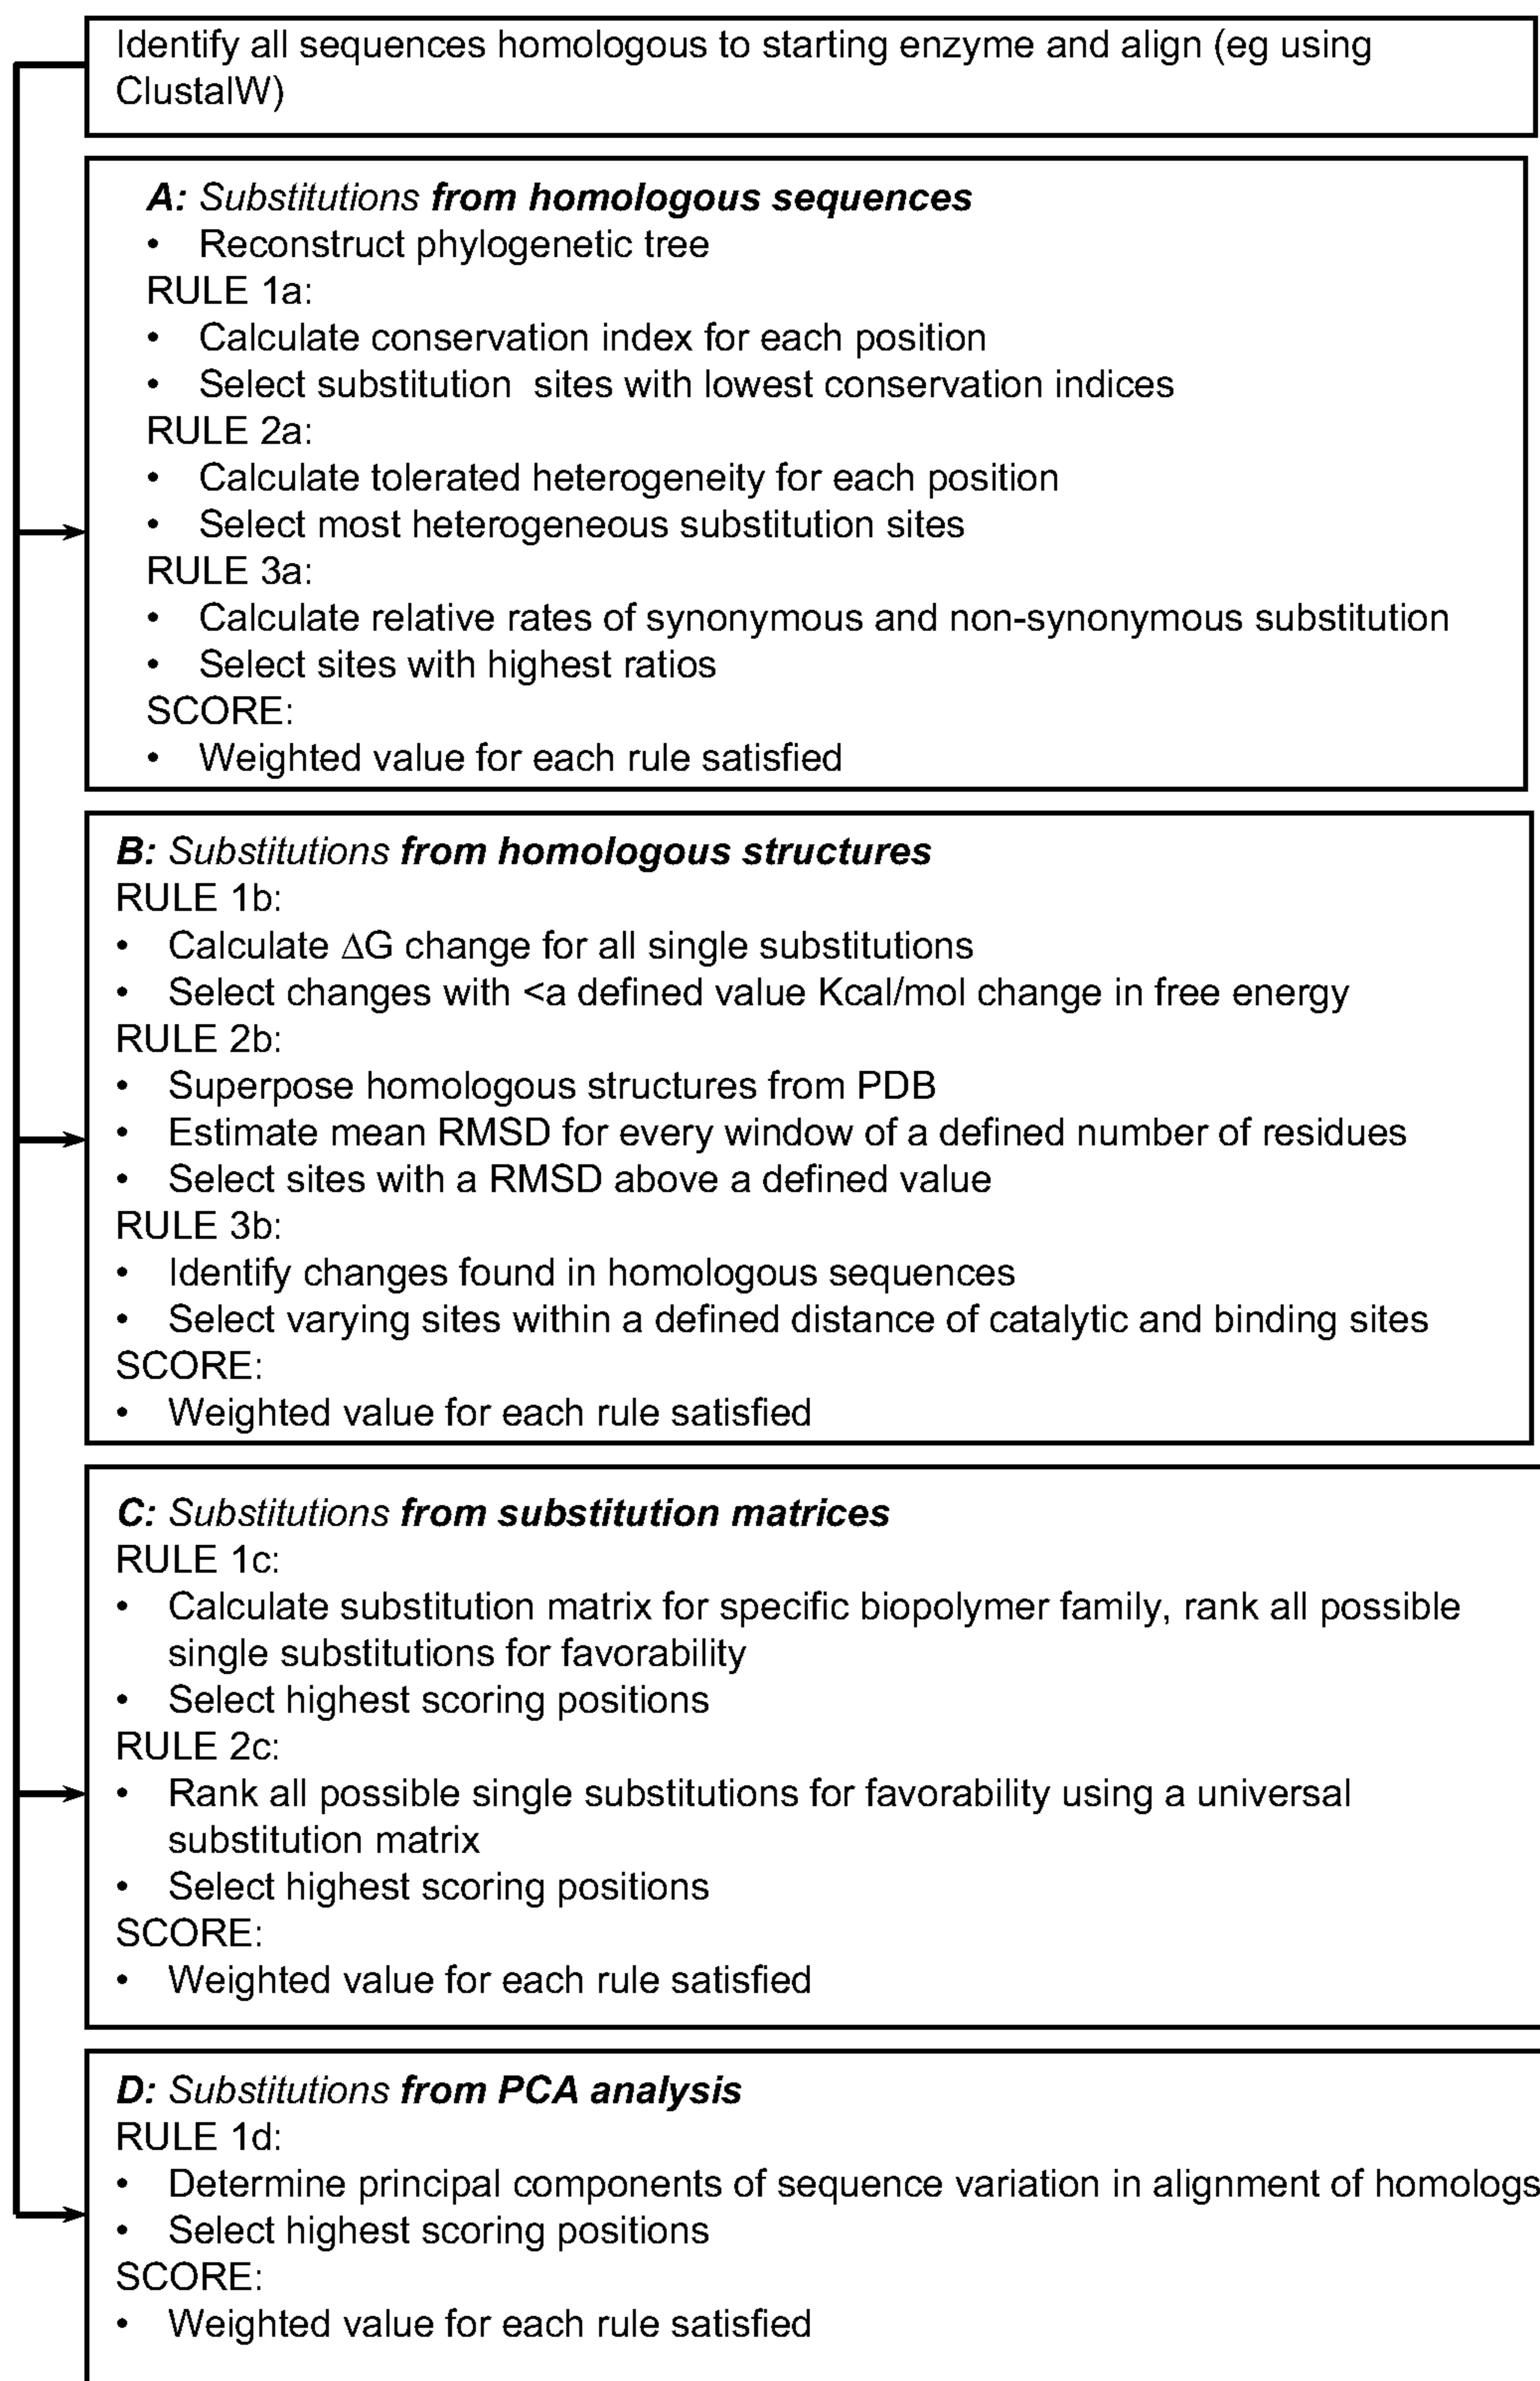 Identify all sequences homologous to starting enzyme and align (eg using
ClustalW)
A: Substitutions from homologous sequences
• Reconstruct phylogenetic tree
RULE 1a:
• Calculate conservation index for each position
• Select substitution sites with lowest conservation indices
RULE 2a:
• Calculate tolerated heterogeneity for each position
• Select most heterogeneous substitution sites
RULE 3a:
• Calculate relative rates of synonymous and non-synonymous substitution
• Select sites with highest ratios
SCORE:
• Weighted value for each rule satisfied
B: Substitutions from homologous structures
RULE 1b:
• Calculate ΔG change for all single substitutions
• Select changes with <a defined value Kcal/mol change in free energy
RULE 2b:
• Superpose homologous structures from PDB
• Estimate mean RMSD for every window of a defined number of residues
• Select sites with a RMSD above a defined value
RULE 3b:
• Identify changes found in homologous sequences
• Select varying sites within a defined distance of catalytic and binding sites
SCORE:
• Weighted value for each rule satisfied
C: Substitutions from substitution matrices
RULE 1c:
• Calculate substitution matrix for specific biopolymer family, rank all possible
single substitutions for favorability
• Select highest scoring positions
RULE 2c:
• Rank all possible single substitutions for favorability using a universal
substitution matrix
• Select highest scoring positions
SCORE:
• Weighted value for each rule satisfied
D: Substitutions from PCA analysis
RULE 1d:
• Determine principal components of sequence variation in alignment of homologs
• Select highest scoring positions
SCORE:
• Weighted value for each rule satisfied